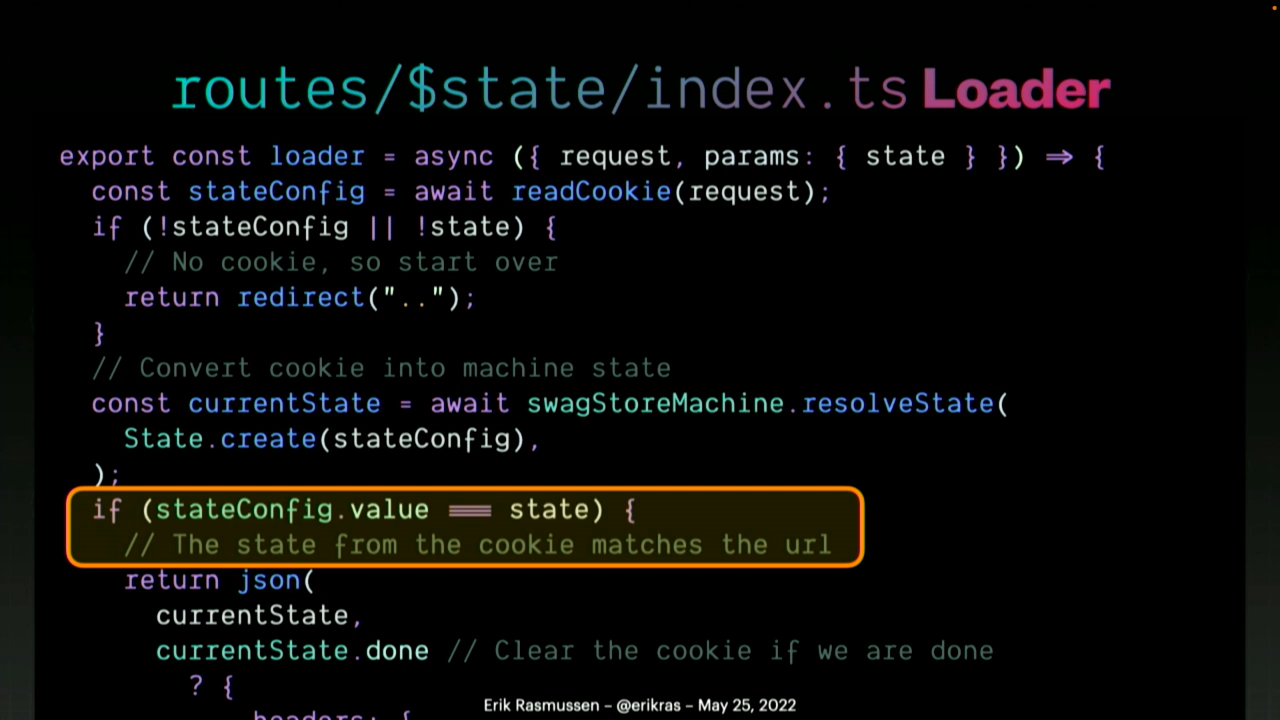 routes/$state/index.ts Loader
export const loader = async ({ request, params: { state } }) => {
const stateConfig = await readCookie(request);
if (!stateConfig || !state) {
// No cookie, so start over
return redirect("..");
}
// Convert cookie into machine state
const currentState = await swagStoreMachine.resolveState(
State.create(stateConfig),
);
if (stateConfig.value === state) {
// The state from the cookie matches the url
return json(
currentState,
currentState.done // Clear the cookie if we are done
? {
headers: {
Erik Rasmussen – @erikras – May 25, 2022